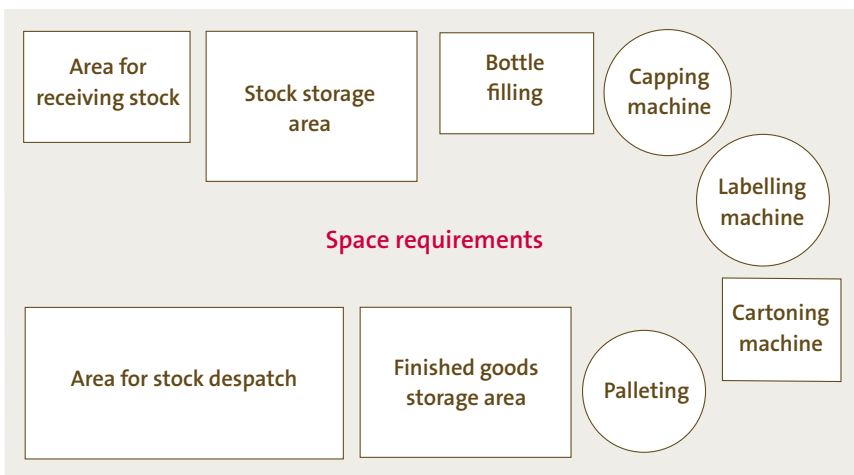 Area for
receiving stock
Stock storage
area
Bottle
filling
Capping
machine
Labelling
machine
Space requirements
Cartoning
machine
Area for stock despatch
Finished goods
storage area
Palleting